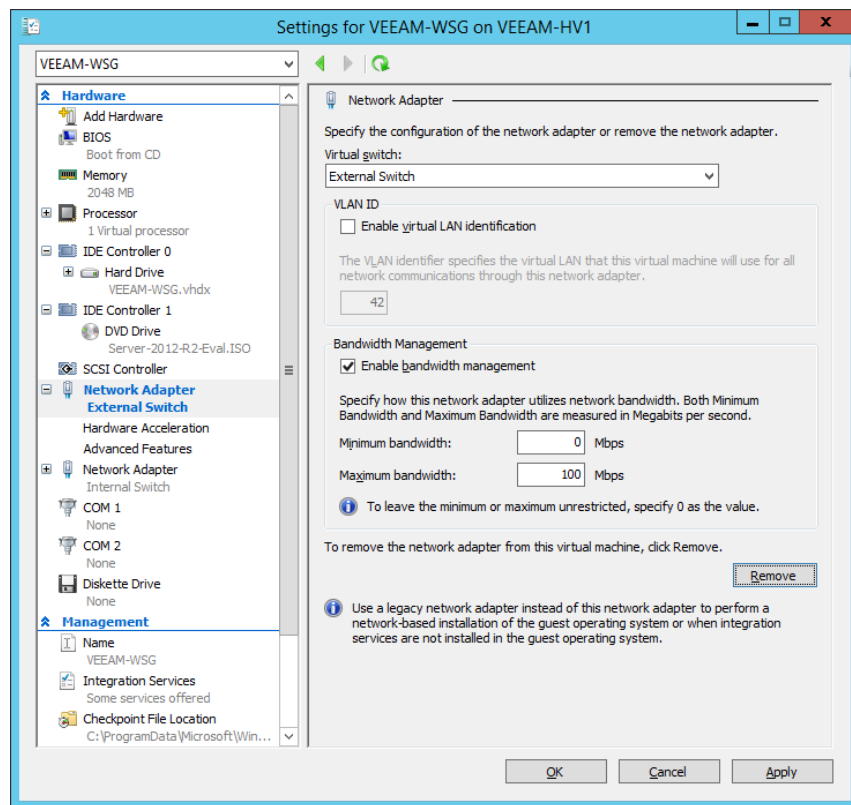 Settings for VEEAM-WSG on VEEAM-HV1
VEEAM-WSG
Hardware
Add Hardware
BIOS
Boot from CD
Memory
2048 MB
Processor
1 Virtual processor
IDE Controller 0
Hard Drive
VEEAM-WSG.vhdx
IDE Controller 1
DVD Drive
Server-2012-R2-Eval.ISO
SCSI Controller
Network Adapter
External Switch
Hardware Acceleration
Advanced Features
Network Adapter
Internal Switch
COM 1
None
COM 2
None
Diskette Drive
None
Management
Name
VEEAM-WSG
Integration Services
Some services offered
Checkpoint File Location
C:\ProgramData\Microsoft\Win...
Network Adapter
Specify the configuration of the network adapter or remove the network adapter.
Virtual switch:
External Switch
VLAN ID
Enable virtual LAN identification
The VLAN identifier specifies the virtual LAN that this virtual machine will use for all
network communications through this network adapter.
42
Bandwidth Management
Enable bandwidth management
Specify how this network adapter utilizes network bandwidth. Both Minimum
Bandwidth and Maximum Bandwidth are measured in Megabits per second.
Minimum bandwidth: 0 Mbps
Maximum bandwidth: 100 Mbps
To leave the minimum or maximum unrestricted, specify 0 as the value.
To remove the network adapter from this virtual machine, click Remove.
Remove
Use a legacy network adapter instead of this network adapter to perform a
network-based installation of the guest operating system or when integration
services are not installed in the guest operating system.
OK Cancel Apply